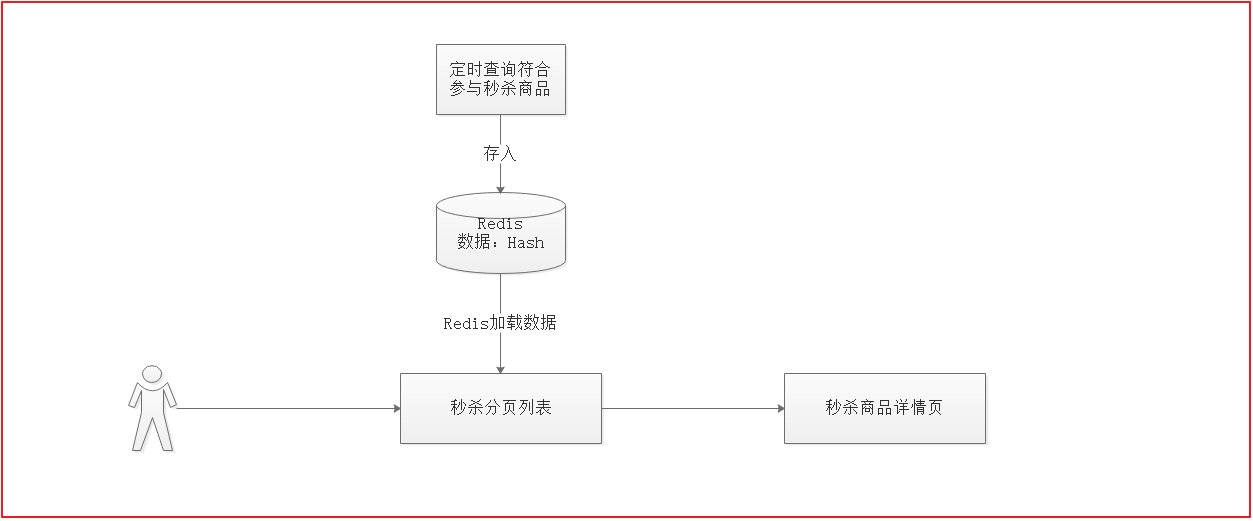 定时查询符合
参与秒杀商品
存入
Redis
数据：Hash
Redis加载数据
秒杀分页列表
秒杀商品详情页